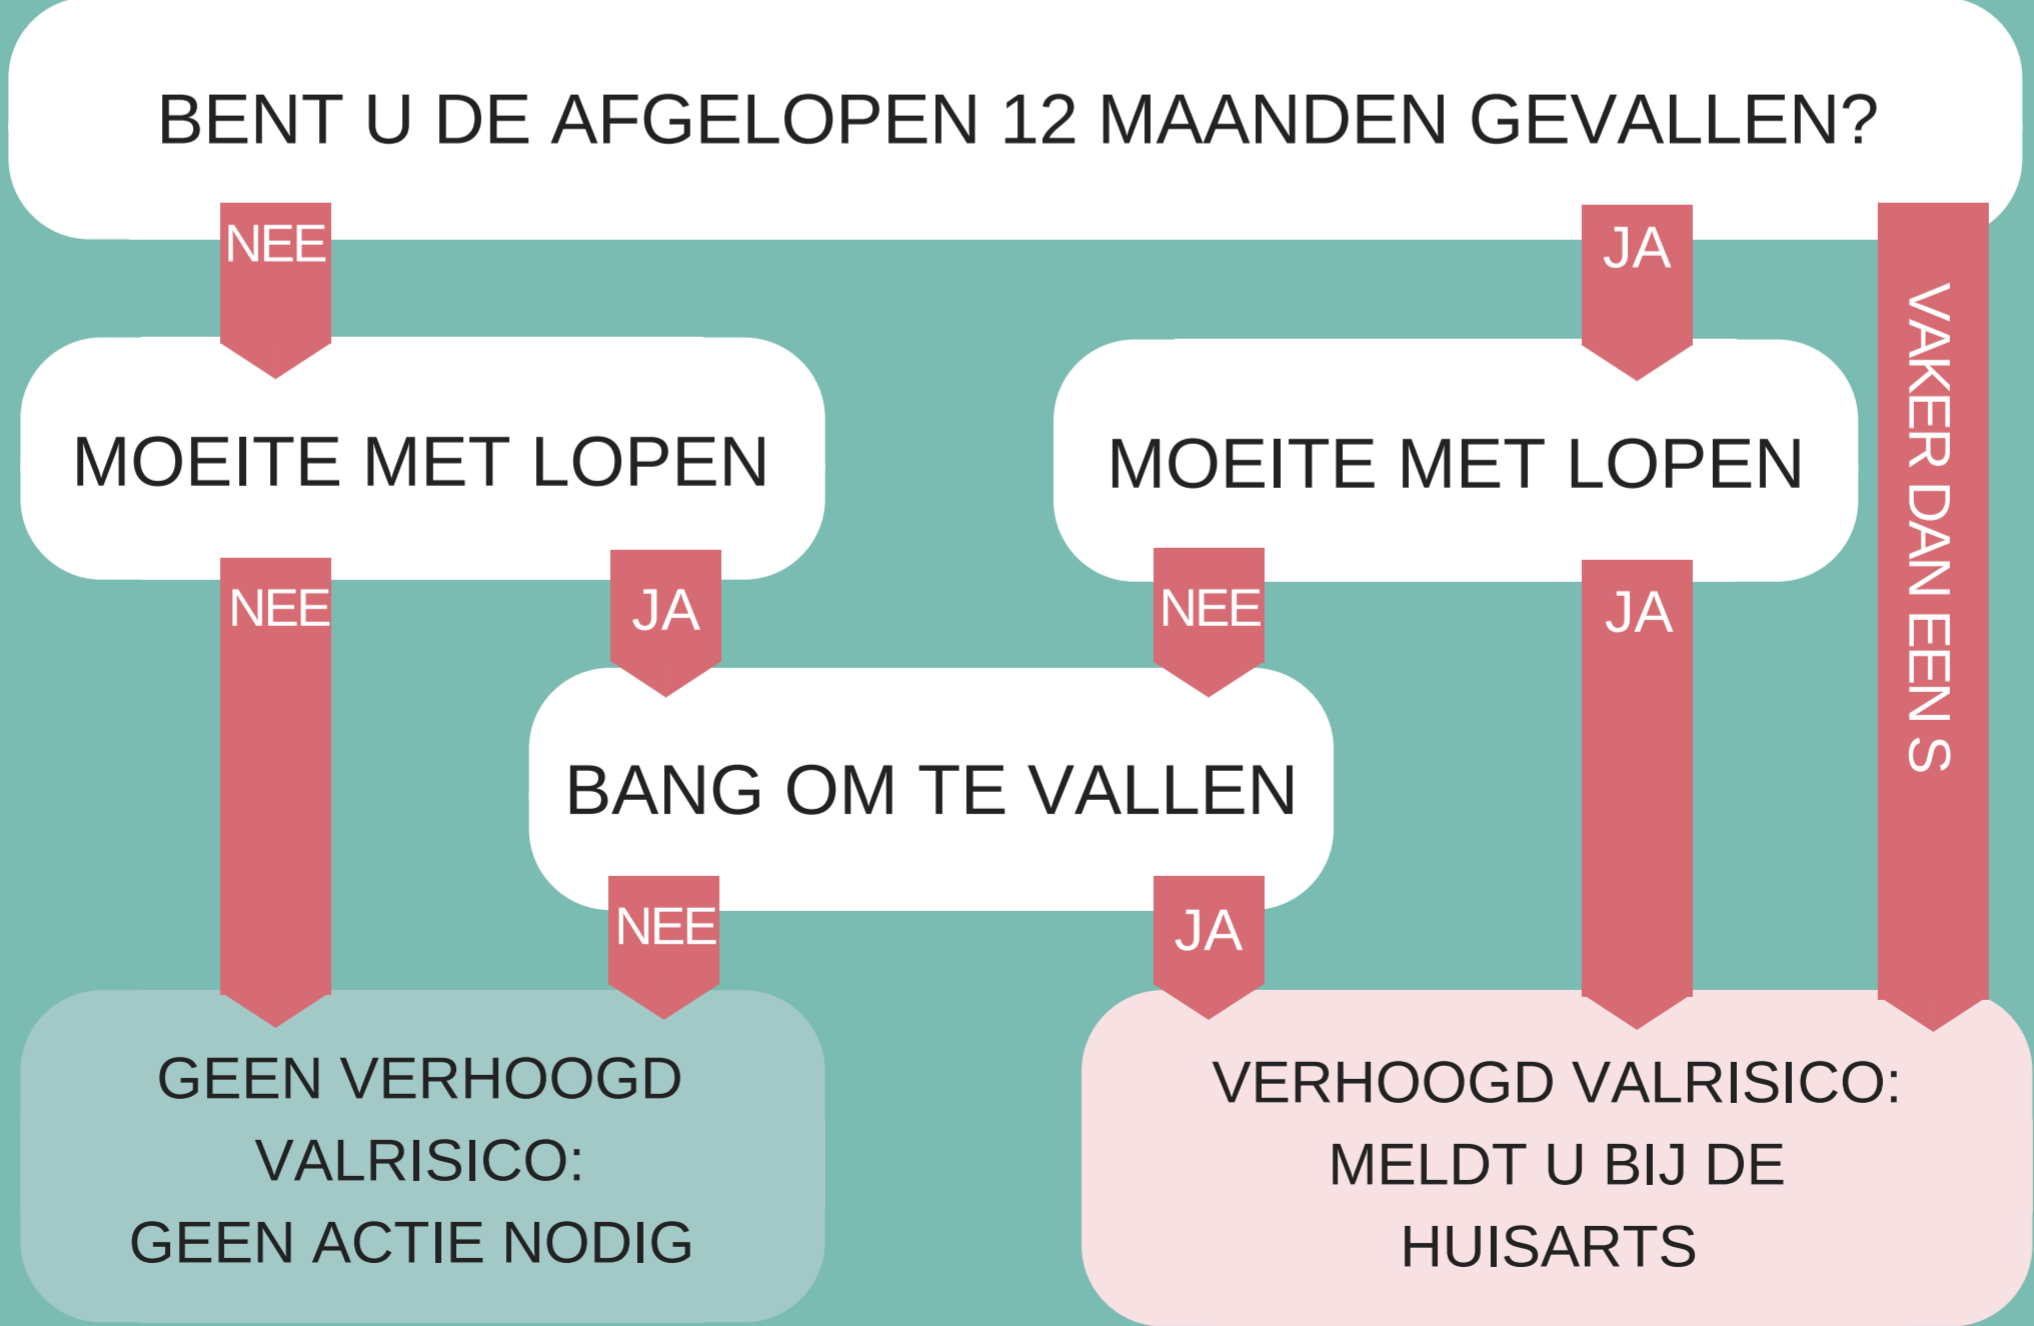 BENT U DE AFGELOPEN 12 MAANDEN GEVALLEN?
NEE
JA
VAKER DAN EEN S
MOEITE MET LOPEN
MOEITE MET LOPEN
NEE
JA
NEE
JA
BANG OM TE VALLEN
NEE
JA
GEEN VERHOOGD
VALRISICO:
GEEN ACTIE NODIG
VERHOOGD VALRISICO:
MELDT U BIJ DE
HUISARTS